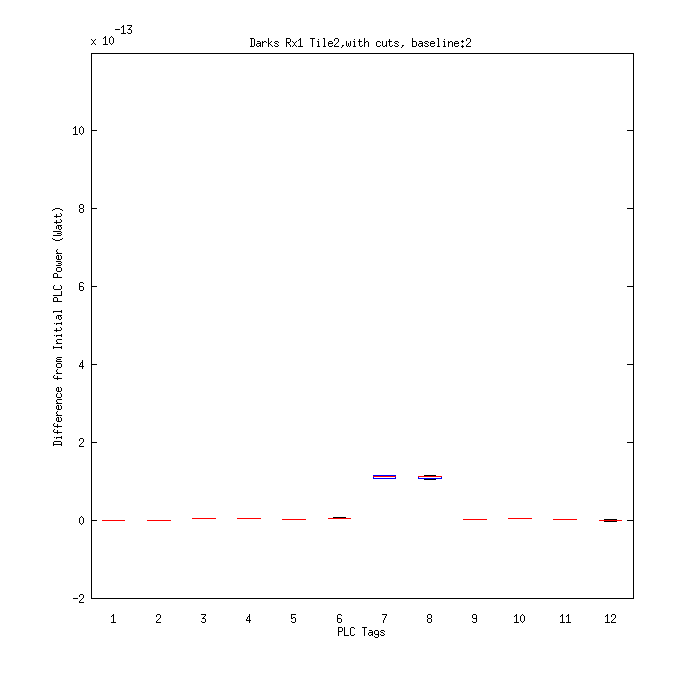 x 10^-13
Darks Rx1 Tile2,with cuts, baseline:2
10
8
6
4
2
0
-2
Difference from Initial PLC Power (Watt)
1 2 3 4 5 6 7 8 9 10 11 12
PLC Tags